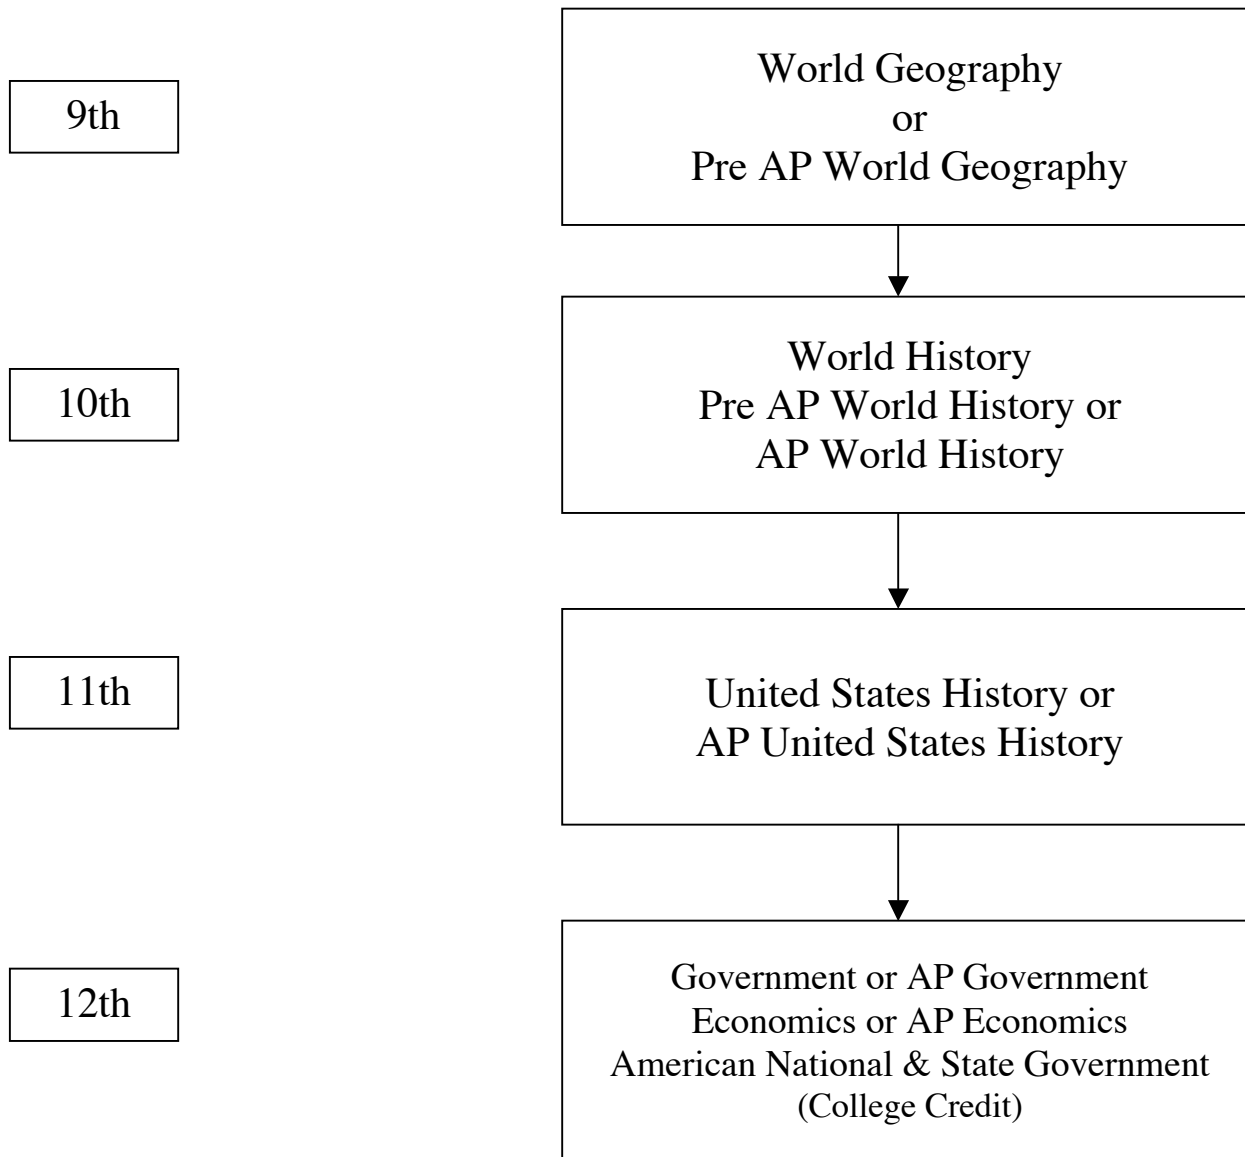 9th
World Geography
or
Pre AP World Geography
10th
World History
Pre AP World History or
AP World History
11th
United States History or
AP United States History
12th
Government or AP Government
Economics or AP Economics
American National & State Government
(College Credit)